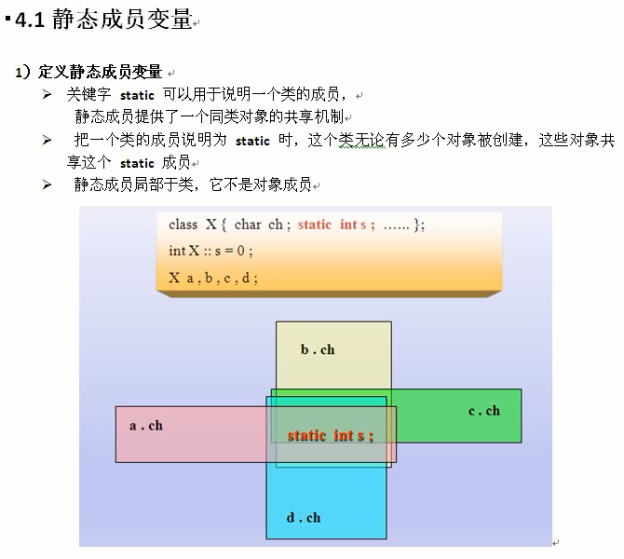 ▪4.1 静态成员变量
1）定义静态成员变量
➢ 关键字 static 可以用于说明一个类的成员，
静态成员提供了一个同类对象的共享机制
➢ 把一个类的成员说明为 static 时，这个类无论有多少个对象被创建，这些对象共
享这个 static 成员
➢ 静态成员局部于类，它不是对象成员
class X { char ch ; static int s ; …… };
int X :: s = 0 ;
X a , b , c , d ;
b . ch
c . ch
a . ch
static int s ;
d . ch